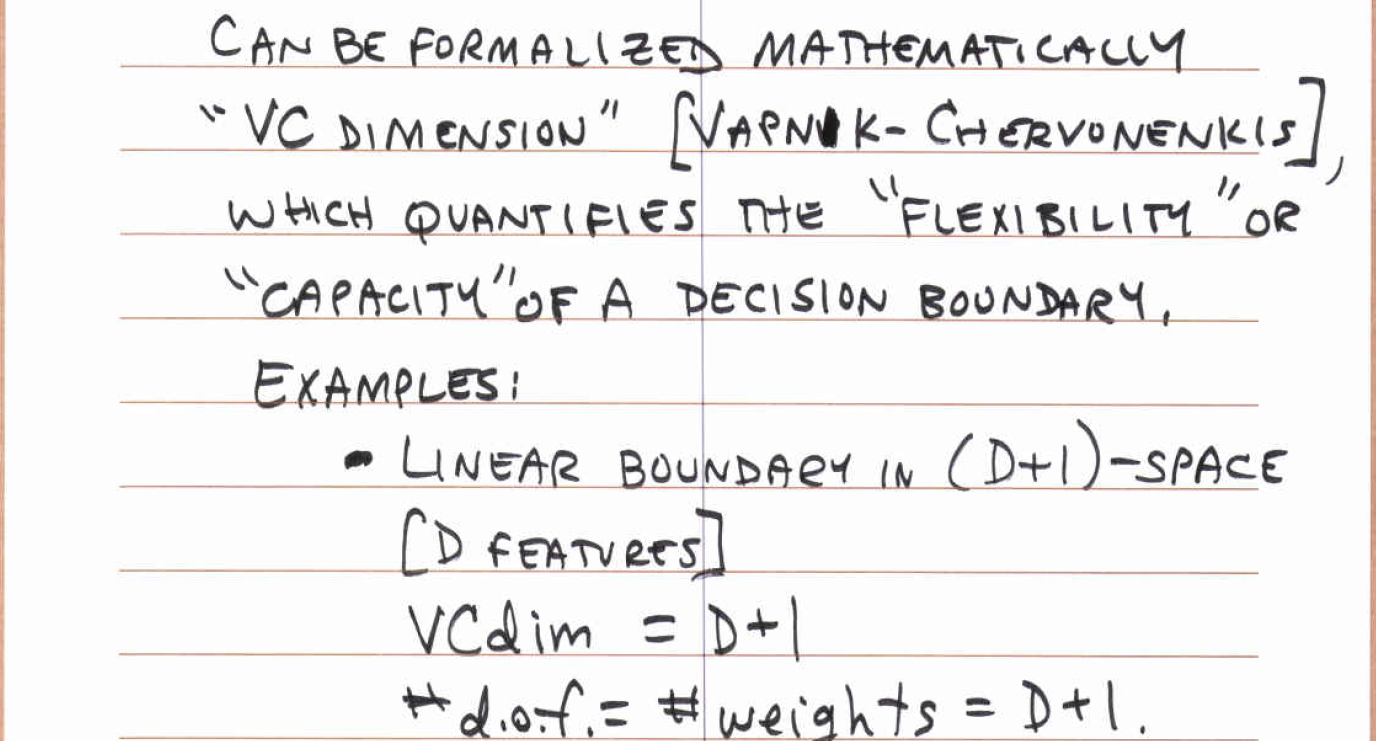 CAN BE FORMALIZED MATHEMATICALLY
"VC DIMENSION" [VAPNIK-CHERVONENKIS],
WHICH QUANTIFIES THE "FLEXIBILITY" OR
"CAPACITY" OF A DECISION BOUNDARY.
EXAMPLES:
- LINEAR BOUNDARY IN (D+1)-SPACE
[D FEATURES]
VCdim = D+1
# d.o.f. = # weights = D+1.